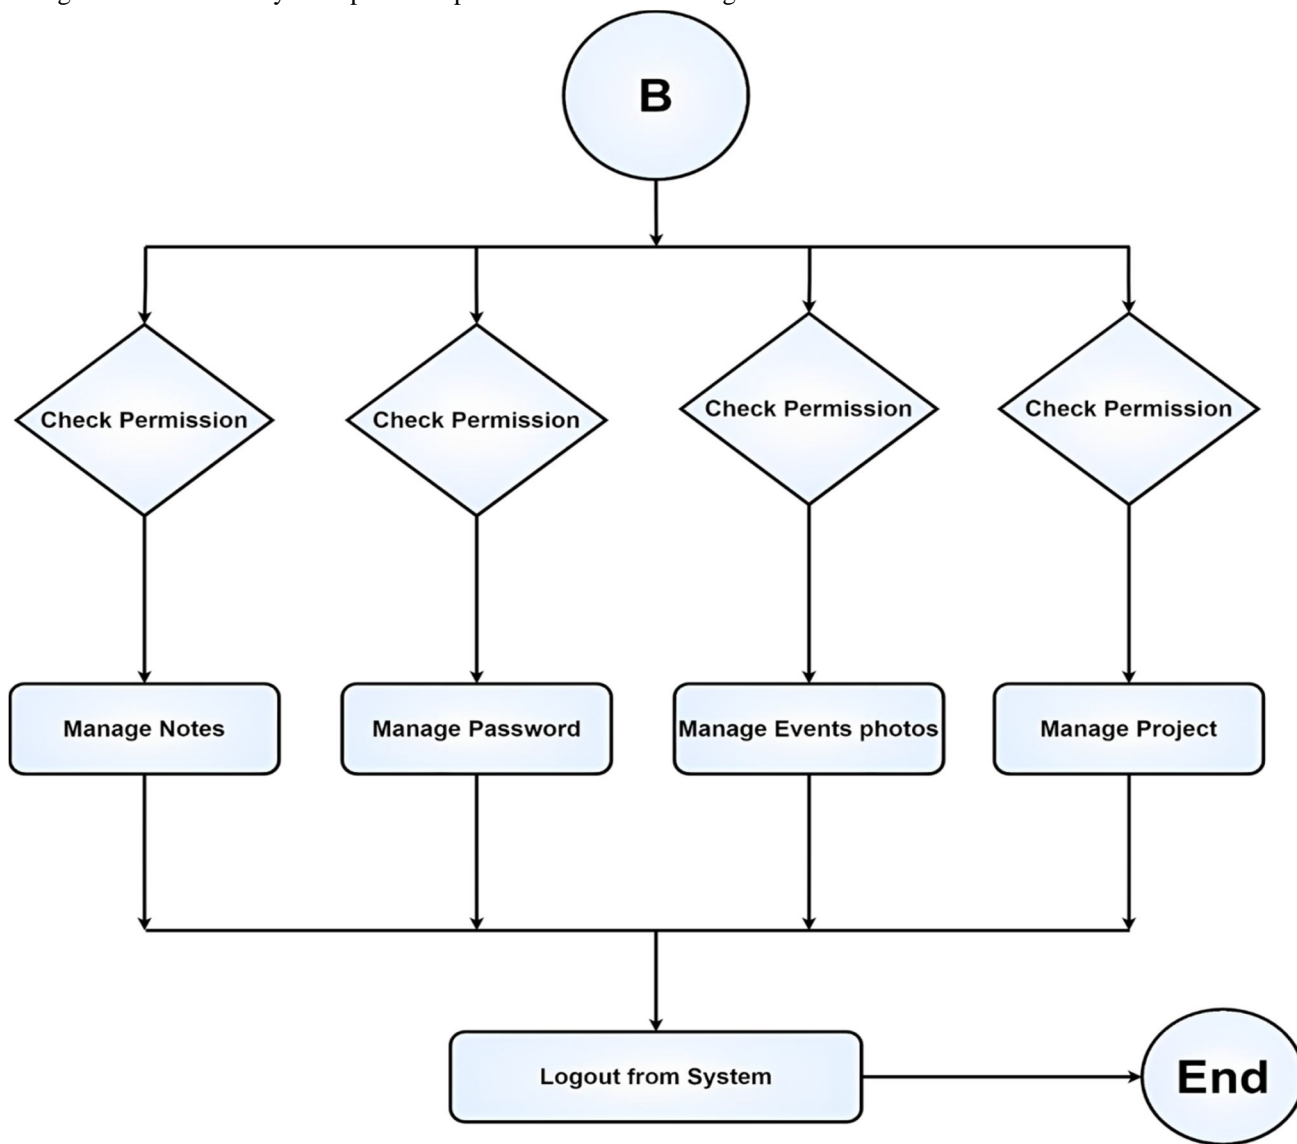 B
Check Permission
Check Permission
Check Permission
Check Permission
Manage Notes
Manage Password
Manage Events photos
Manage Project
Logout from System
End